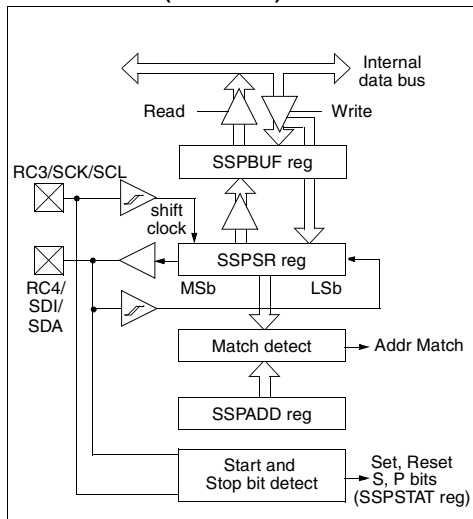 Internal
data bus
Read
Write
SSPBUF reg
RC3/SCK/SCL
shift
clock
SSPSR reg
MSb
LSb
RC4/
SDI/
SDA
Match detect
Addr Match
SSPADD reg
Start and
Stop bit detect
Set, Reset
S, P bits
(SSPSTAT reg)